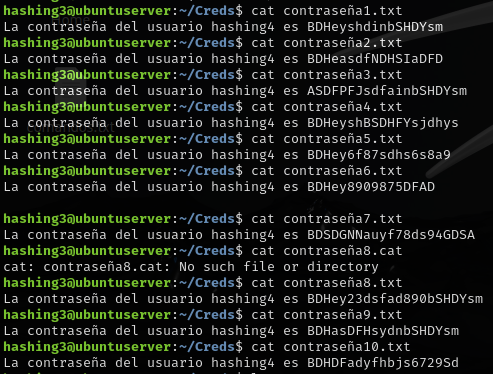 hashing3@ubuntuserver:~/Creds$ cat contraseña1.txt
La contraseña del usuario hashing4 es BDHeyshdinbSHDYsm
hashing3@ubuntuserver:~/Creds$ cat contraseña2.txt
La contraseña del usuario hashing4 es BDHeasdfNDHSIaDFD
hashing3@ubuntuserver:~/Creds$ cat contraseña3.txt
La contraseña del usuario hashing4 es ASDFPFJsdfainbSHDYsm
hashing3@ubuntuserver:~/Creds$ cat contraseña4.txt
La contraseña del usuario hashing4 es BDHeyshBSDHFYsjdhys
hashing3@ubuntuserver:~/Creds$ cat contraseña5.txt
La contraseña del usuario hashing4 es BDHey6f87sdhs6s8a9
hashing3@ubuntuserver:~/Creds$ cat contraseña6.txt
La contraseña del usuario hashing4 es BDHey8909875DFAD
hashing3@ubuntuserver:~/Creds$ cat contraseña7.txt
La contraseña del usuario hashing4 es BDSDGNNauyf78ds94GDSA
hashing3@ubuntuserver:~/Creds$ cat contraseña8.cat
cat: contraseña8.cat: No such file or directory
hashing3@ubuntuserver:~/Creds$ cat contraseña8.txt
La contraseña del usuario hashing4 es BDHey23dsfad890bSHDYsm
hashing3@ubuntuserver:~/Creds$ cat contraseña9.txt
La contraseña del usuario hashing4 es BDHasDFHsydnbSHDYsm
hashing3@ubuntuserver:~/Creds$ cat contraseña10.txt
La contraseña del usuario hashing4 es BDHDFadyfhbjs6729Sd